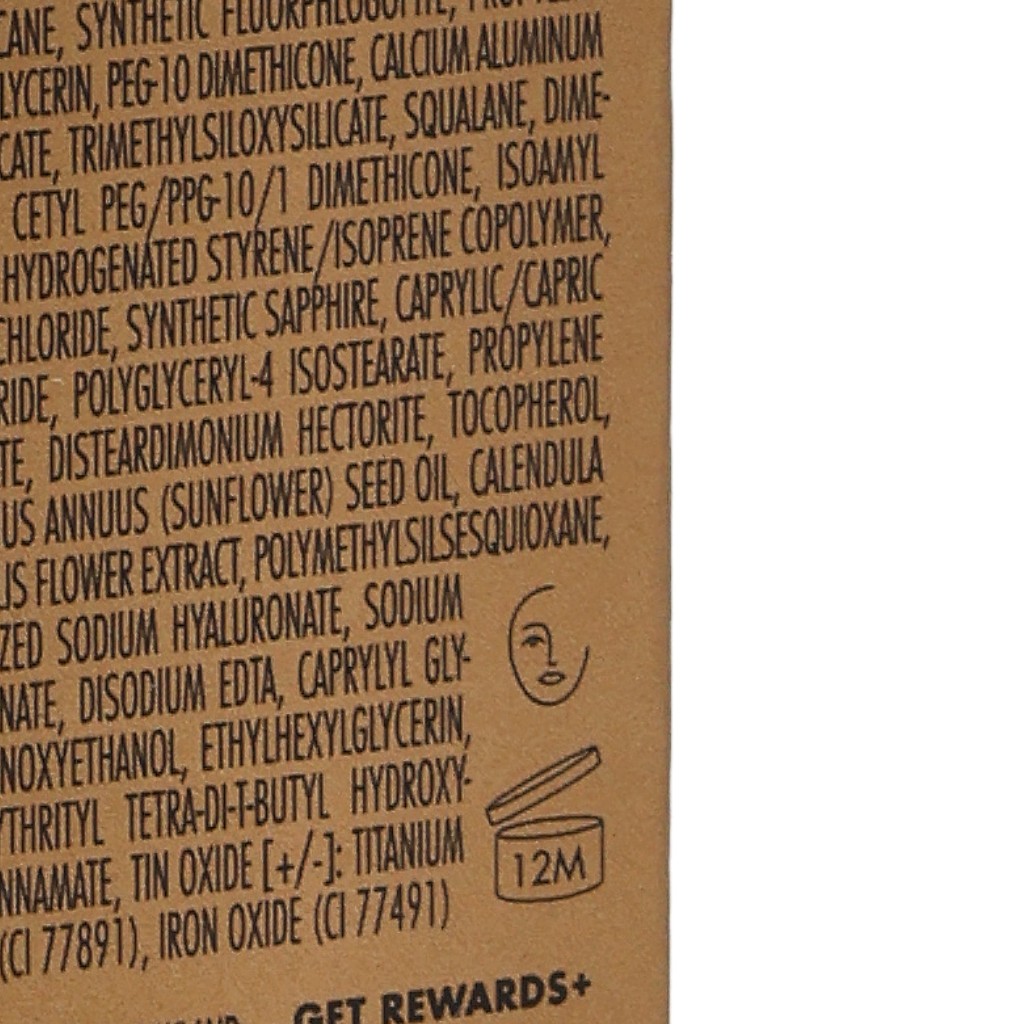 CANE, SYNTHETIC FLUORPHLOGOPITE,
LYCERIN, PEG-10 DIMETHICONE, CALCIUM ALUMINUM
CATE, TRIMETHYLSILOXYSILICATE, SQUALANE, DIME-
CETYL PEG/PPG-10/1 DIMETHICONE, ISOAMYL
HYDROGENATED STYRENE/ISOPRENE COPOLYMER,
CHLORIDE, SYNTHETIC SAPPHIRE, CAPRYLIC/CAPRIC
RIDE, POLYGLYCERYL-4 ISOSTEARATE, PROPYLENE
TE, DISTEARDIMONIUM HECTORITE, TOCOPHEROL,
US ANNUUS (SUNFLOWER) SEED OIL, CALENDULA
LIS FLOWER EXTRACT, POLYMETHYLSILSESQUIOXANE,
ZED SODIUM HYALURONATE, SODIUM
NATE, DISODIUM EDTA, CAPRYLYL GLY-
NOXYETHANOL, ETHYLHEXYLGLYCERIN,
YTHRITYL TETRA-DI-T-BUTYL HYDROXY-
NNAMATE, TIN OXIDE [+/-]: TITANIUM
(CI 77891), IRON OXIDE (CI 77491)
12M
GET REWARDS+